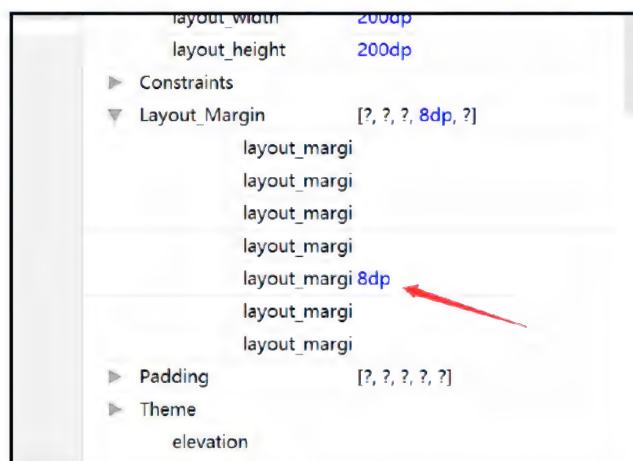 layout_width 200dp
layout_height 200dp
Constraints
Layout_Margin [?, ?, ?, 8dp, ?]
layout_margi
layout_margi
layout_margi
layout_margi
layout_margi 8dp
layout_margi
layout_margi
Padding [?, ?, ?, ?, ?]
Theme
elevation